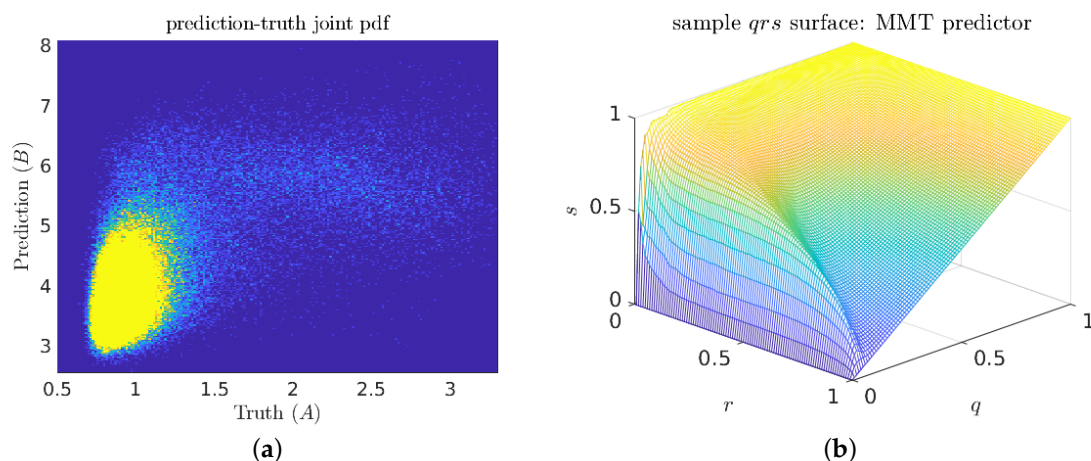 prediction-truth joint pdf
8
7
6
5
4
3
Prediction (B)
0.5 1 1.5 2 2.5 3
Truth (A)
(a)
sample qrs surface: MMT predictor
1
0.5
0
s
0 0.5 1
r
0 0.5 1
q
(b)